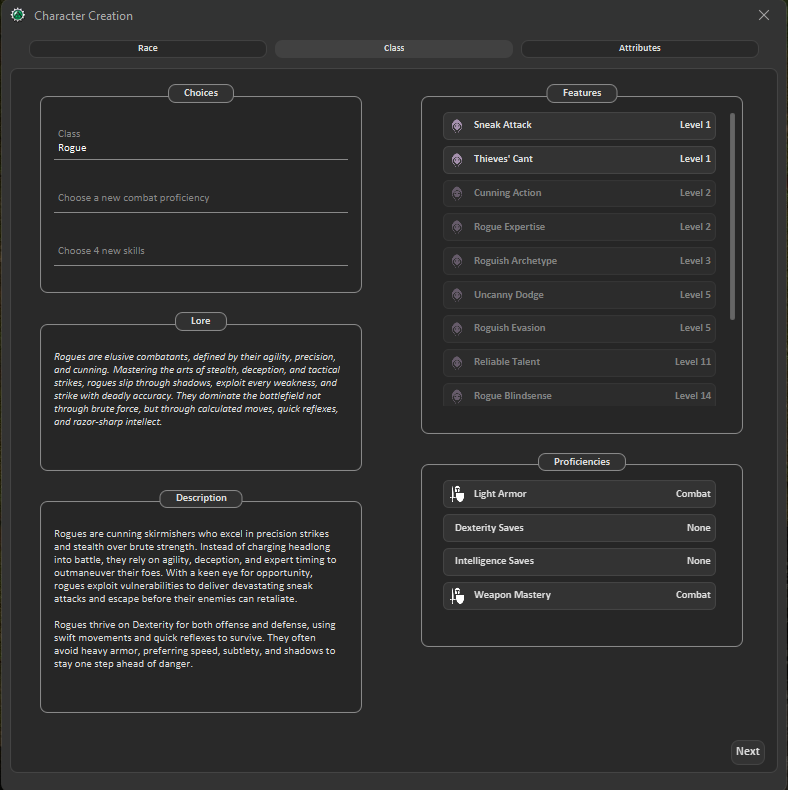 Character Creation
Race
Class
Attributes
Choices
Class
Rogue
Choose a new combat proficiency
Choose 4 new skills
Lore
Rogues are elusive combatants, defined by their agility, precision,
and cunning. Mastering the arts of stealth, deception, and tactical
strikes, rogues slip through shadows, exploit every weakness, and
strike with deadly accuracy. They dominate the battlefield not
through brute force, but through calculated moves, quick reflexes,
and razor-sharp intellect.
Description
Rogues are cunning skirmishers who excel in precision strikes
and stealth over brute strength. Instead of charging headlong
into battle, they rely on agility, deception, and expert timing to
outmaneuver their foes. With a keen eye for opportunity,
rogues exploit vulnerabilities to deliver devastating sneak
attacks and escape before their enemies can retaliate.
Rogues thrive on Dexterity for both offense and defense, using
swift movements and quick reflexes to survive. They often
avoid heavy armor, preferring speed, subtlety, and shadows to
stay one step ahead of danger.
Features
Sneak Attack Level 1
Thieves' Cant Level 1
Cunning Action Level 2
Rogue Expertise Level 2
Roguish Archetype Level 3
Uncanny Dodge Level 5
Roguish Evasion Level 5
Reliable Talent Level 11
Rogue Blindsense Level 14
Proficiencies
Light Armor Combat
Dexterity Saves None
Intelligence Saves None
Weapon Mastery Combat
Next